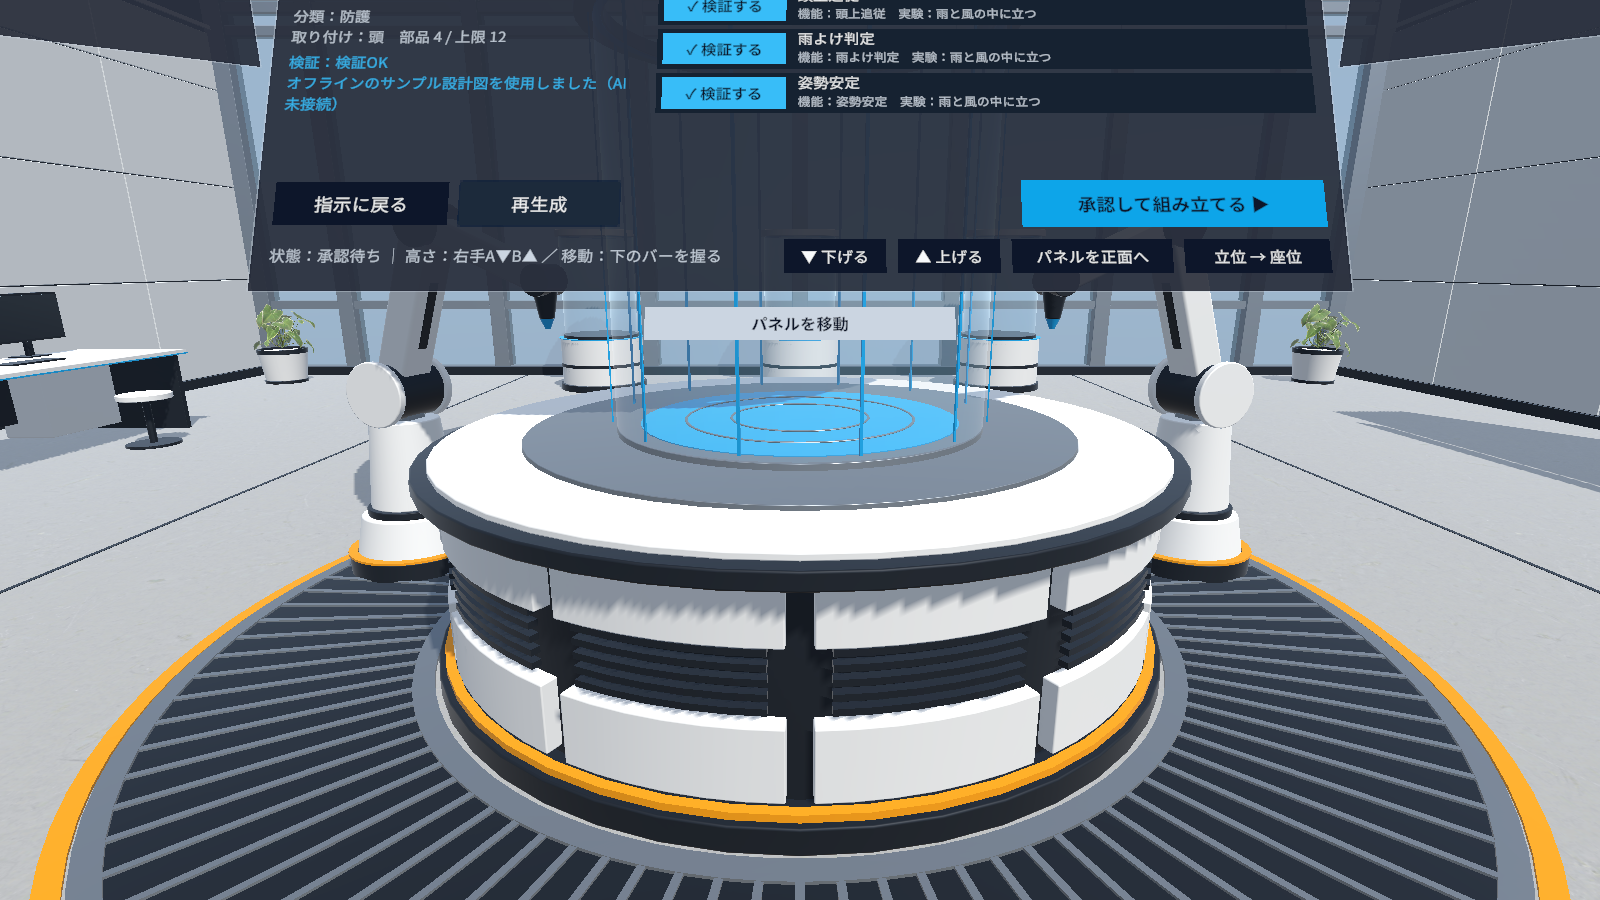 分類：防護
取り付け：頭　部品 4 / 上限 12
検証：検証OK
オフラインのサンプル設計図を使用しました（AI
未接続）
✓ 検証する
機能：頭上追従　実験：雨と風の中に立つ
✓ 検証する
雨よけ判定
機能：雨よけ判定　実験：雨と風の中に立つ
✓ 検証する
姿勢安定
機能：姿勢安定　実験：雨と風の中に立つ
指示に戻る
再生成
承認して組み立てる ▶
状態：承認待ち ｜ 高さ：右手A▼B▲ ／ 移動：下のバーを握る
▼ 下げる
▲ 上げる
パネルを正面へ
立位 → 座位
パネルを移動